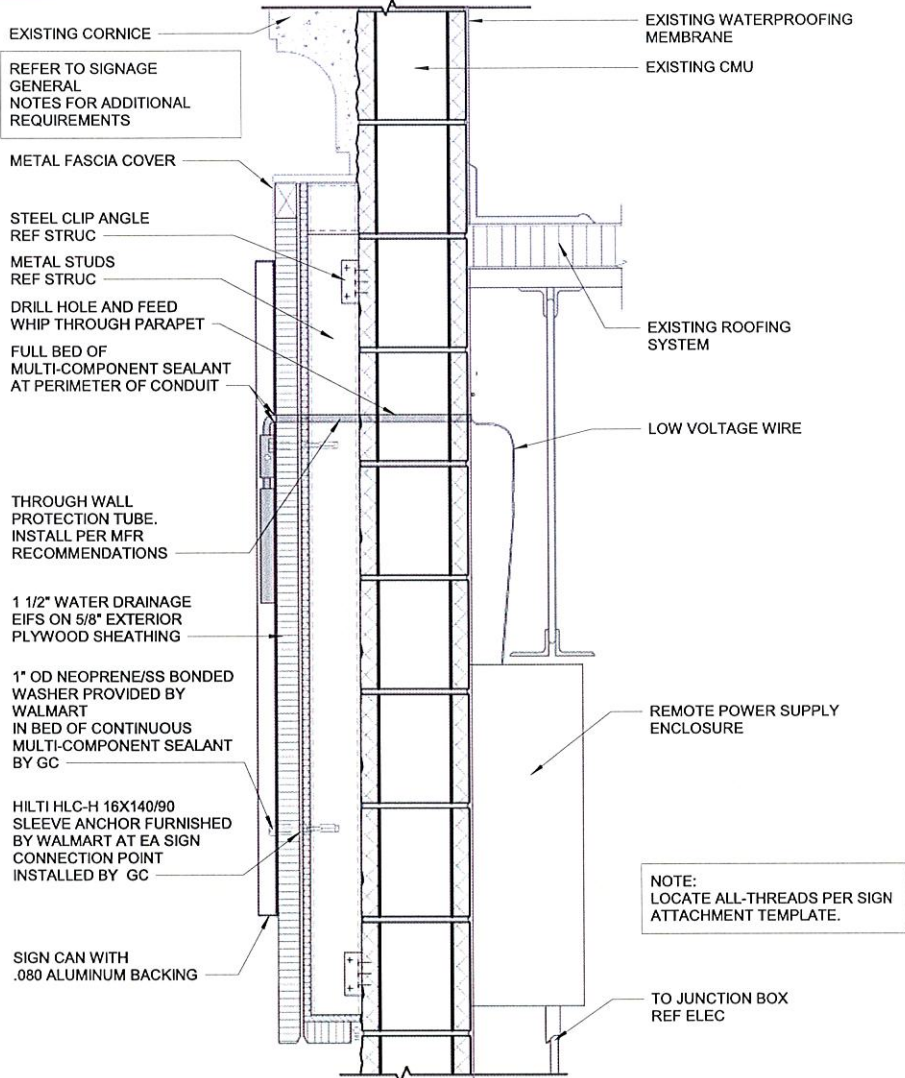 EXISTING CORNICE
REFER TO SIGNAGE
GENERAL
NOTES FOR ADDITIONAL
REQUIREMENTS
METAL FASCIA COVER
STEEL CLIP ANGLE
REF STRUC
METAL STUDS
REF STRUC
DRILL HOLE AND FEED
WHIP THROUGH PARAPET
FULL BED OF
MULTI-COMPONENT SEALANT
AT PERIMETER OF CONDUIT
THROUGH WALL
PROTECTION TUBE.
INSTALL PER MFR
RECOMMENDATIONS
1 1/2" WATER DRAINAGE
EIFS ON 5/8" EXTERIOR
PLYWOOD SHEATHING
1" OD NEOPRENE/SS BONDED
WASHER PROVIDED BY
WALMART
IN BED OF CONTINUOUS
MULTI-COMPONENT SEALANT
BY GC
HILTI HLC-H 16X140/90
SLEEVE ANCHOR FURNISHED
BY WALMART AT EA SIGN
CONNECTION POINT
INSTALLED BY GC
SIGN CAN WITH
.080 ALUMINUM BACKING
EXISTING WATERPROOFING
MEMBRANE
EXISTING CMU
EXISTING ROOFING
SYSTEM
LOW VOLTAGE WIRE
REMOTE POWER SUPPLY
ENCLOSURE
NOTE:
LOCATE ALL-THREADS PER SIGN
ATTACHMENT TEMPLATE.
TO JUNCTION BOX
REF ELEC